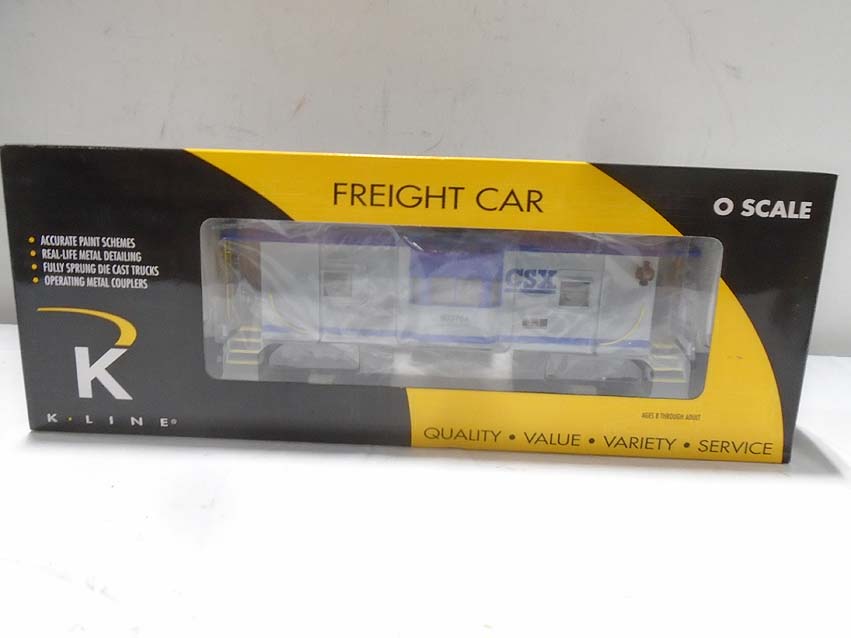 FREIGHT CAR
O SCALE
• ACCURATE PAINT SCHEMES
• REAL-LIFE METAL DETAILING
• FULLY SPRUNG DIE CAST TRUCKS
• OPERATING METAL COUPLERS
CSX
K
K·LINE®
AGES 8 THROUGH ADULT
QUALITY • VALUE • VARIETY • SERVICE